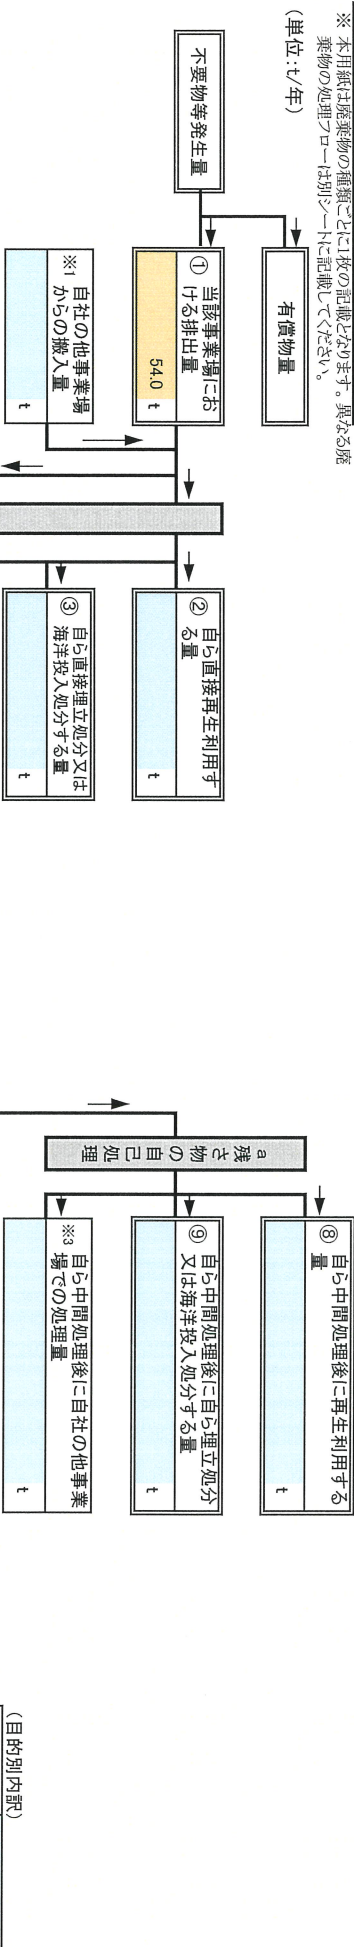 ※ 本用紙は廃棄物の種類ごとに1枚の記載となります。異なる廃
棄物の処理フローは別シートに記載してください。
(単位:t/年)
不要物等発生量
有償物量
① 当該事業場にお
ける排出量
54.0 t
※1 自社の他事業場
からの搬入量
t
② 自ら直接再生利用す
る量
t
③ 自ら直接埋立処分又は
海洋投入処分する量
t
a 残さ物の自己処理
⑧ 自ら中間処理後に再生利用する
量
t
⑨ 自ら中間処理後に自ら埋立処分
又は海洋投入処分する量
t
※3 自ら中間処理後に自社の他事業
場での処理量
t
(目的別内訳)